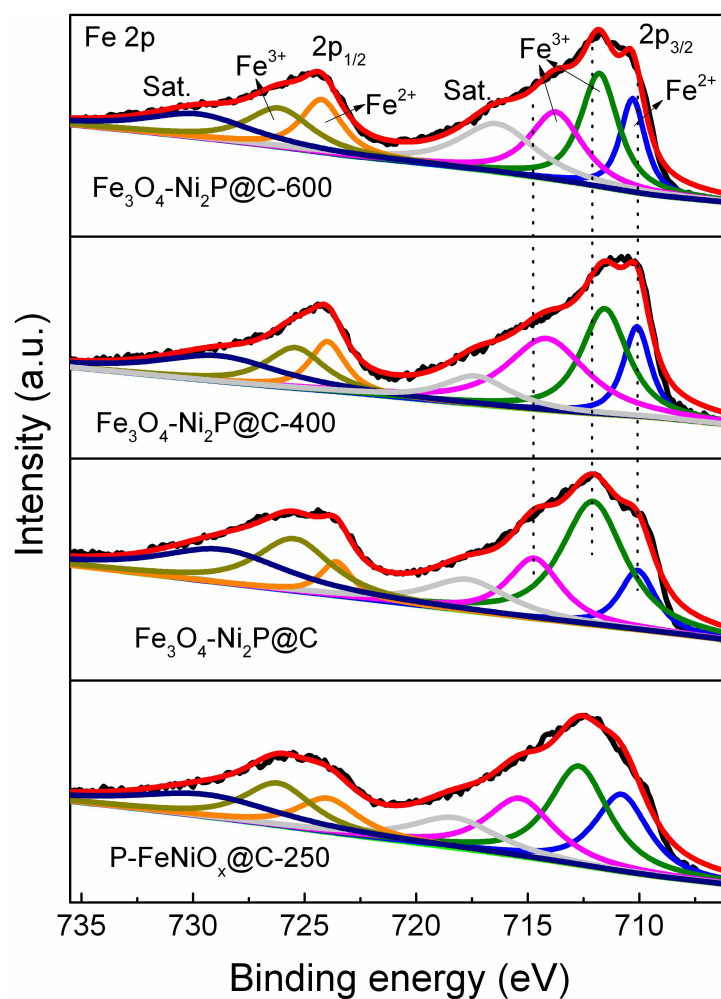 Fe 2p
2p1/2
2p3/2
Sat.
Fe3+
Fe2+
Sat.
Fe3+
Fe2+
Fe3O4-Ni2P@C-600
Fe3O4-Ni2P@C-400
Fe3O4-Ni2P@C
P-FeNiOx@C-250
Intensity (a.u.)
735 730 725 720 715 710
Binding energy (eV)